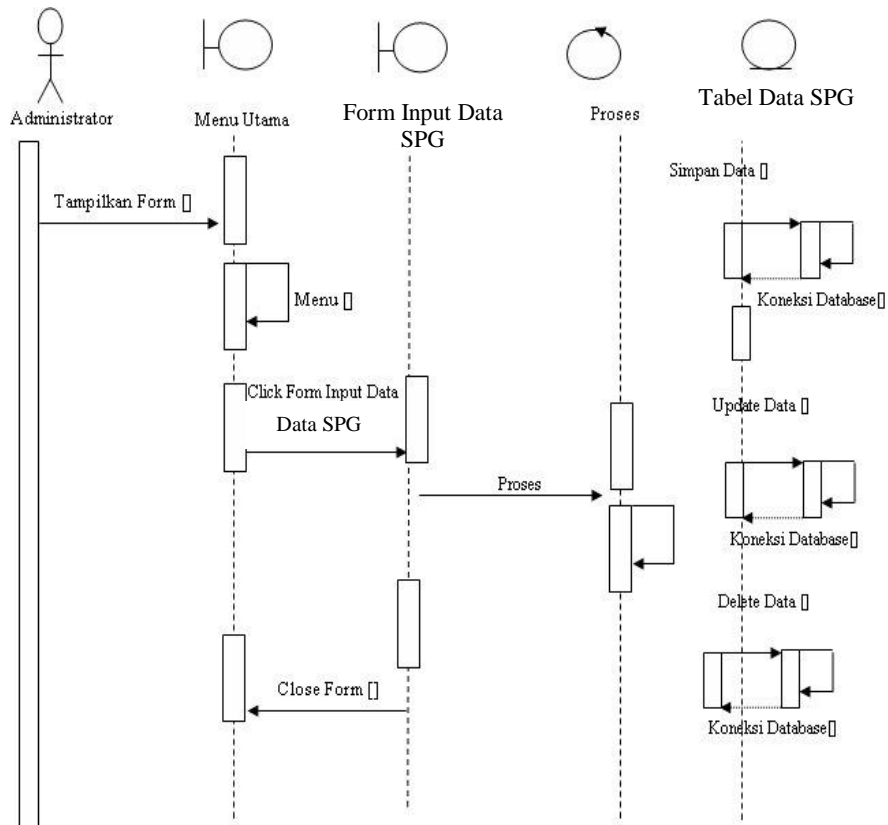 Administrator
Menu Utama
Form Input Data
SPG
Proses
Tabel Data SPG
Simpan Data []
Tampilkan Form []
Koneksi Database[]
Menu []
Click Form Input Data
Data SPG
Update Data []
Proses
Koneksi Database[]
Delete Data []
Close Form []
Koneksi Database[]